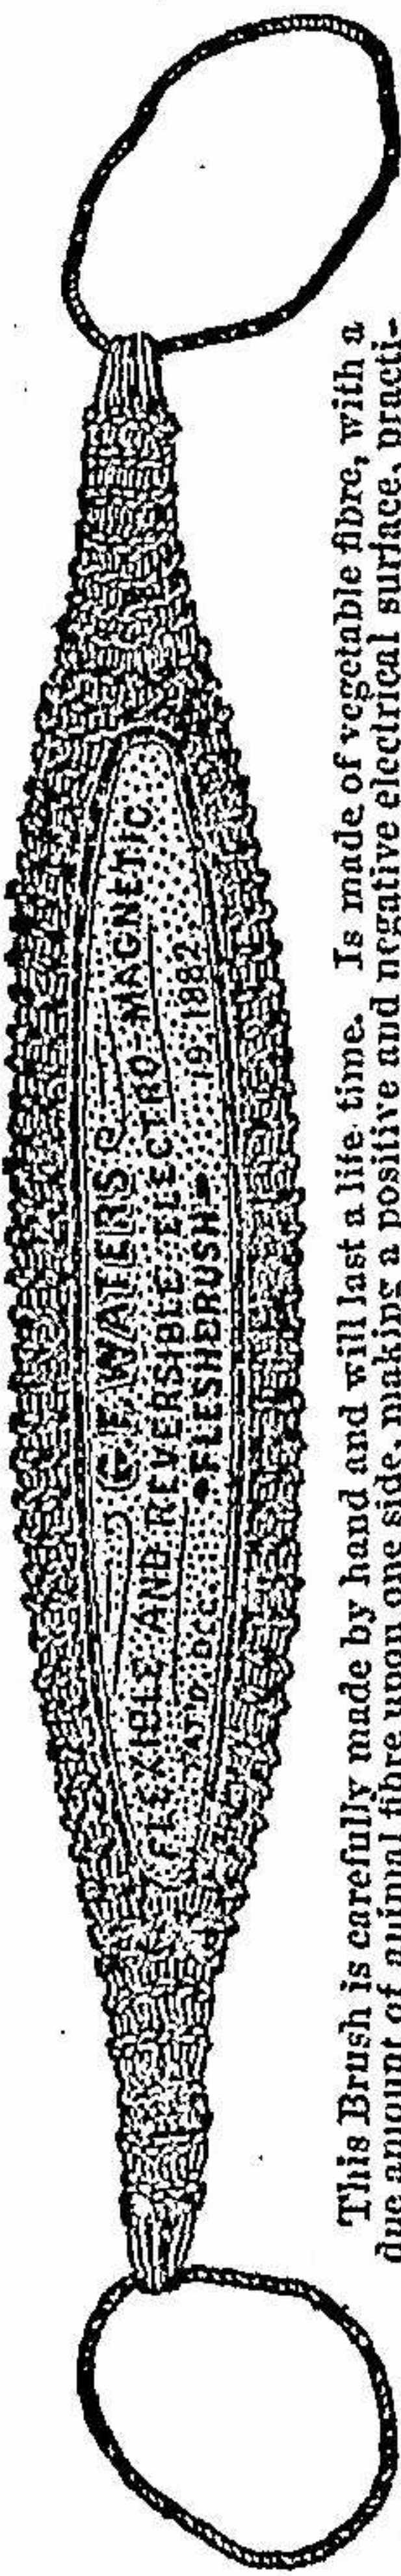 G.F. WATERS
FLEXIBLE AND REVERSIBLE ELECTRO-MAGNETIC
PAT'D DEC. 19, 1882.
FLESH BRUSH
This Brush is carefully made by hand and will last a life time. Is made of vegetable fibre, with a
due amount of animal fibre upon one side, making a positive and negative electrical surface, practi-